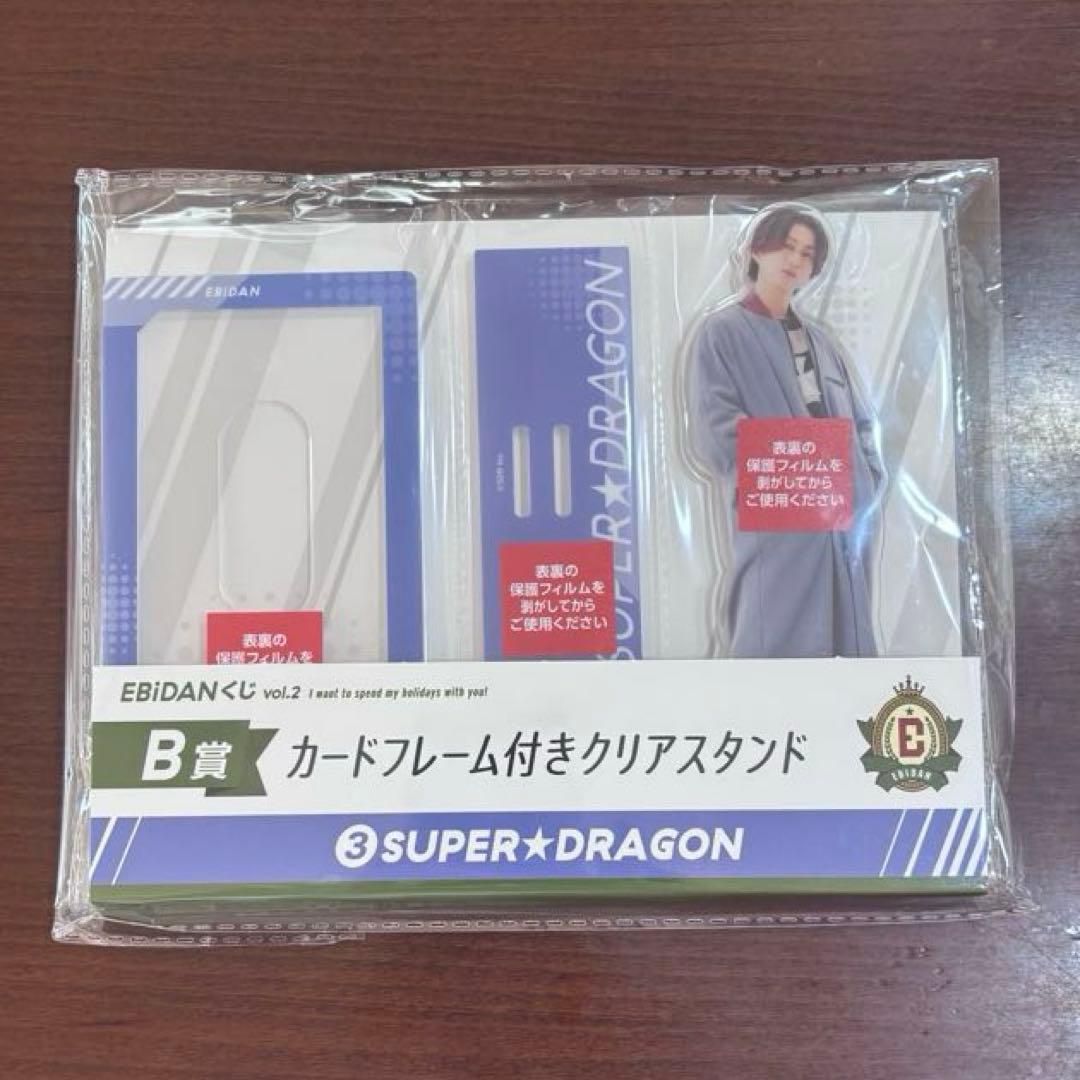 EBiDAN
SUPER★DRAGON
表裏の
保護フィルムを
剥がしてから
ご使用ください
表裏の
保護フィルムを
剥がしてから
ご使用ください
表裏の
保護フィルムを
EBiDANくじ vol.2 I want to spend my holidays with you!
B賞 カードフレーム付きクリアスタンド
E
EBiDAN
③SUPER★DRAGON